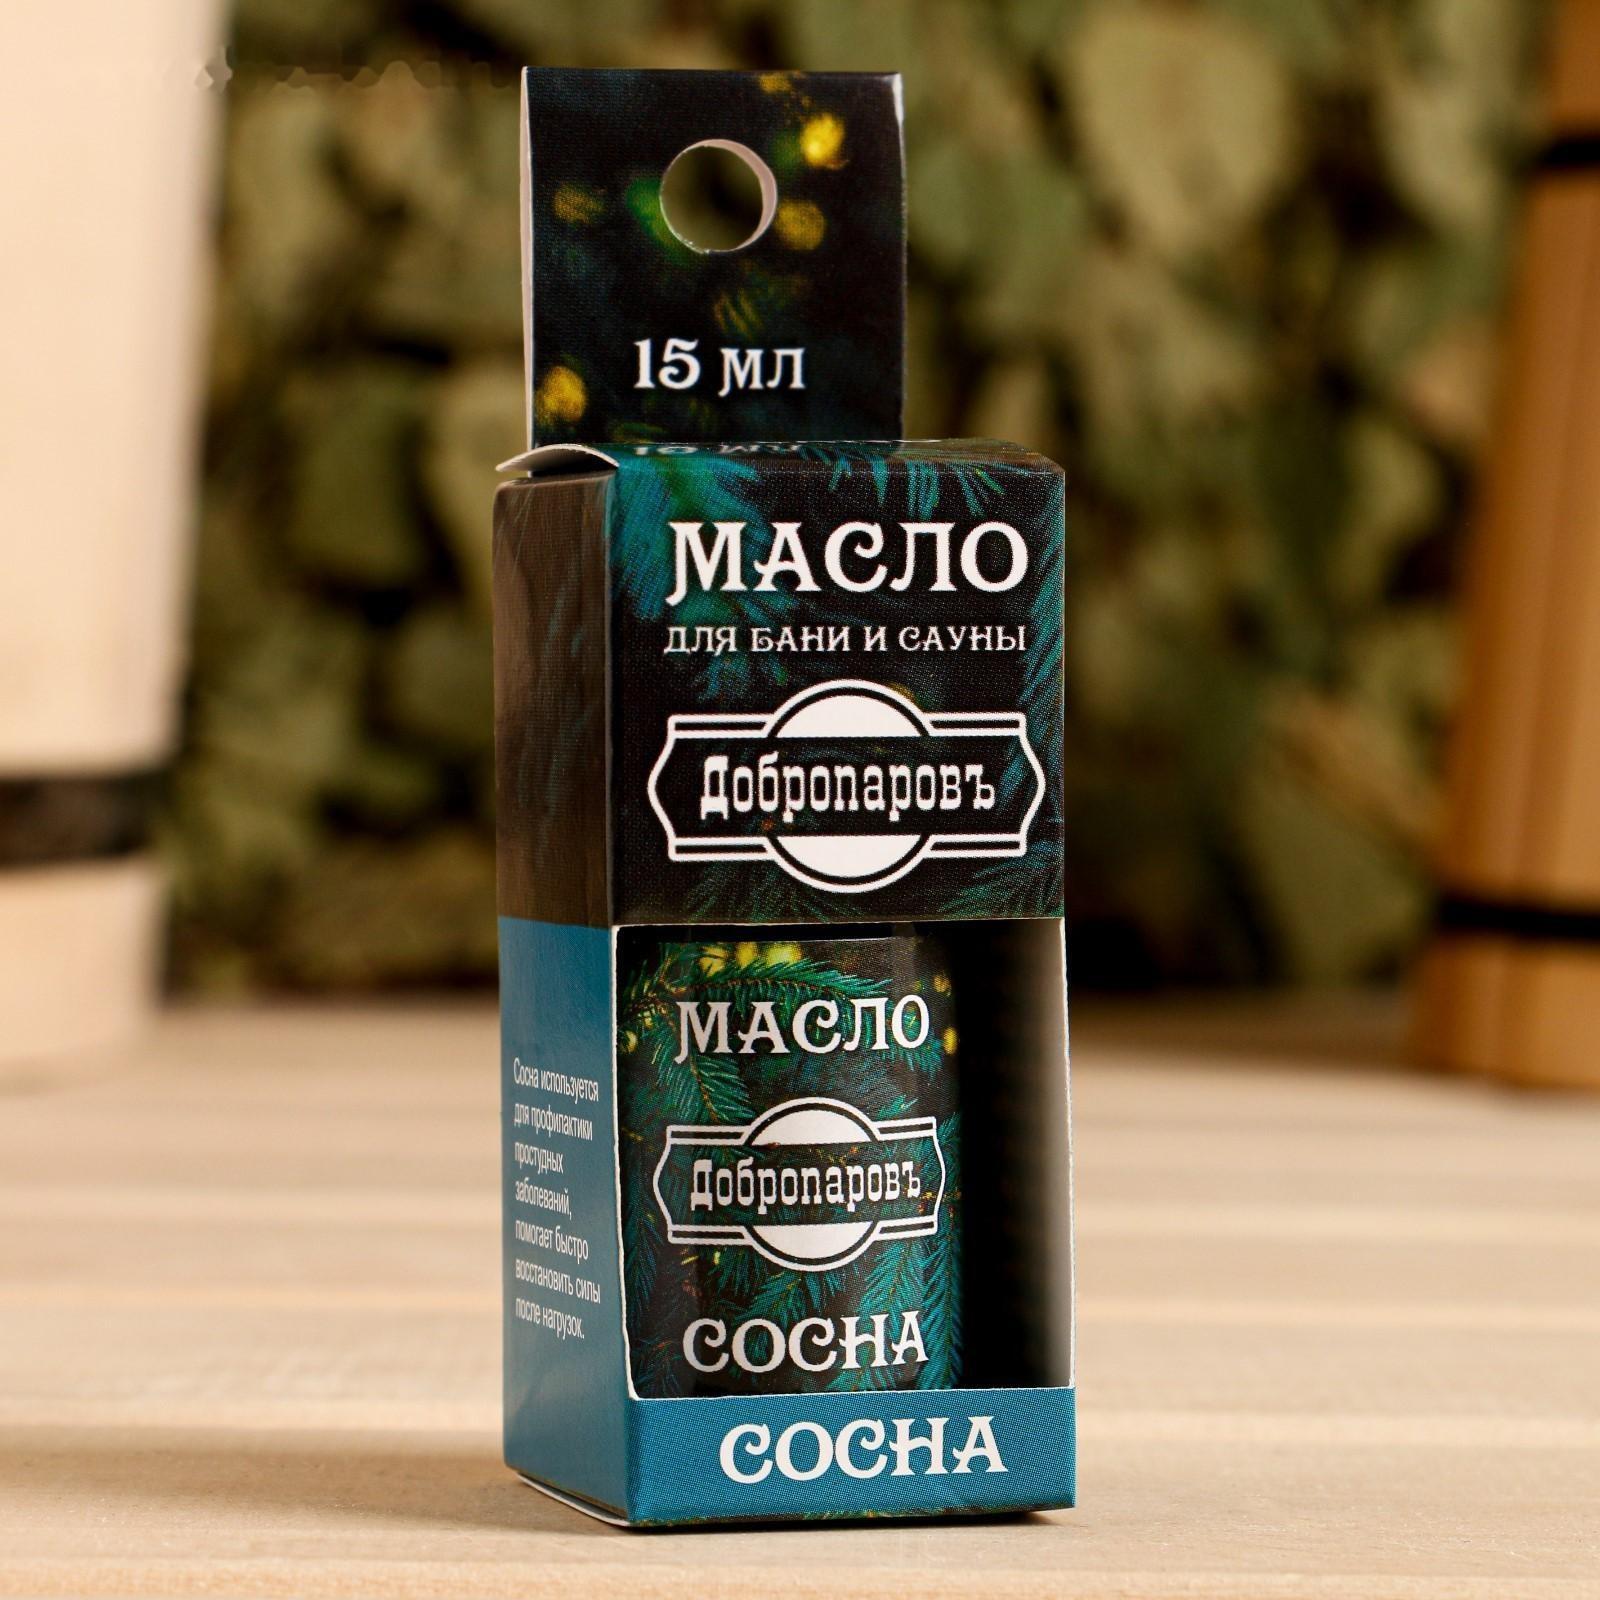 15 мл
МАСЛО
ДЛЯ БАНИ И САУНЫ
Добропаровъ
МАСЛО
Добропаровъ
СОСНА
СОСНА
Сосна используется
для профилактики
простудных
заболеваний,
помогает быстро
восстановить силы
после нагрузок.